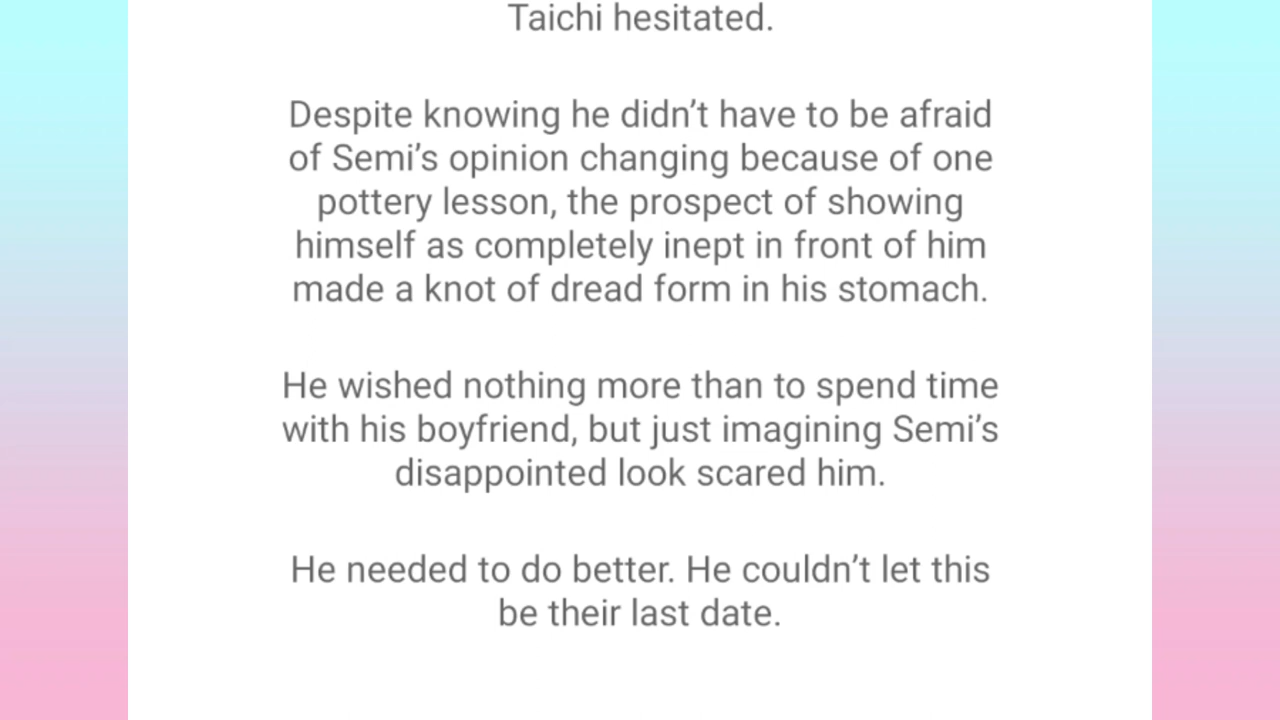 Taichi hesitated.
Despite knowing he didn’t have to be afraid
of Semi’s opinion changing because of one
pottery lesson, the prospect of showing
himself as completely inept in front of him
made a knot of dread form in his stomach.
He wished nothing more than to spend time
with his boyfriend, but just imagining Semi’s
disappointed look scared him.
He needed to do better. He couldn’t let this
be their last date.